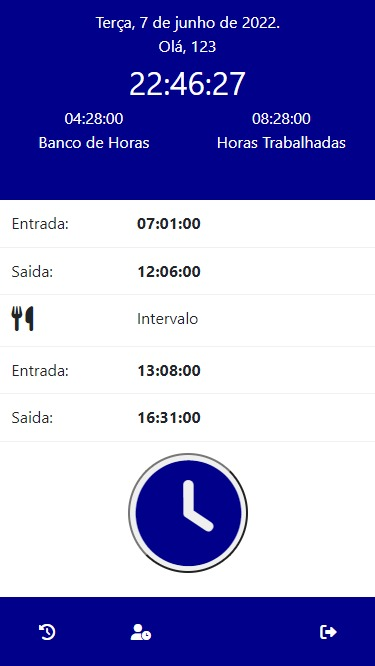 Terça, 7 de junho de 2022.
Olá, 123
22:46:27
04:28:00 08:28:00
Banco de Horas Horas Trabalhadas
Entrada: 07:01:00
Saida: 12:06:00
Intervalo
Entrada: 13:08:00
Saida: 16:31:00